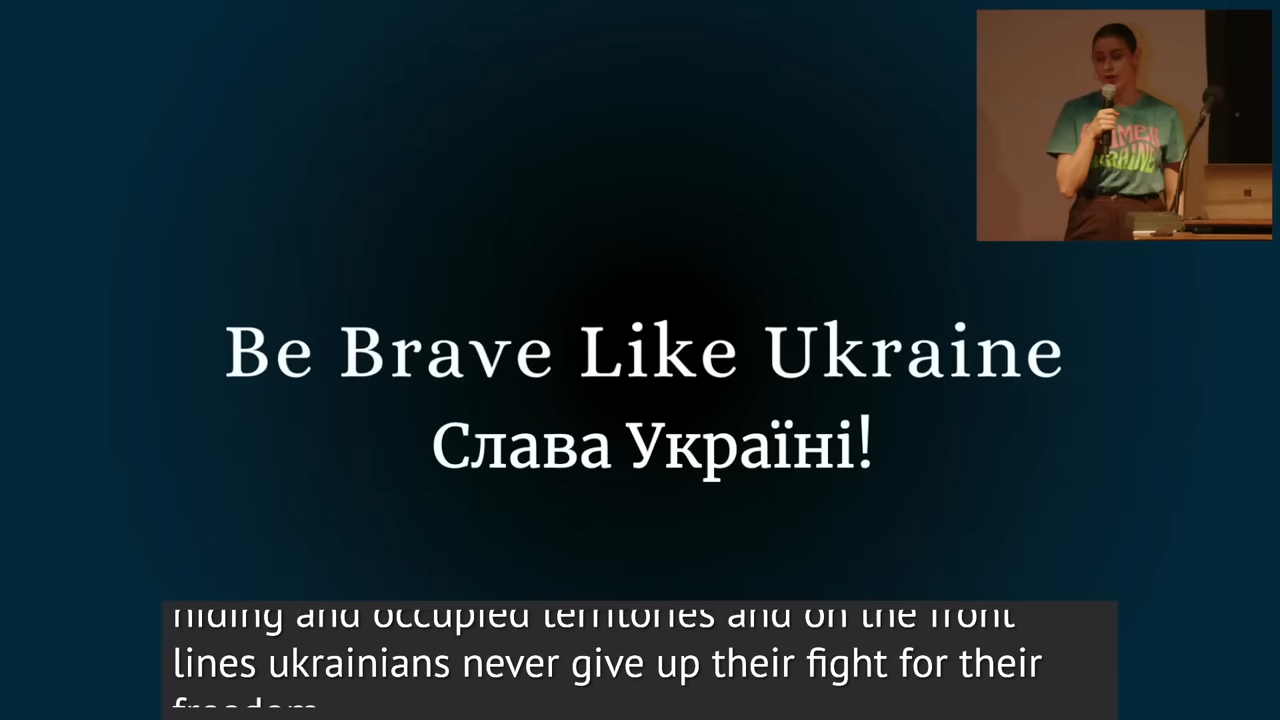 Be Brave Like Ukraine
Слава Україні!
hiding and occupied territories and on the front
lines ukrainians never give up their fight for their
freedom